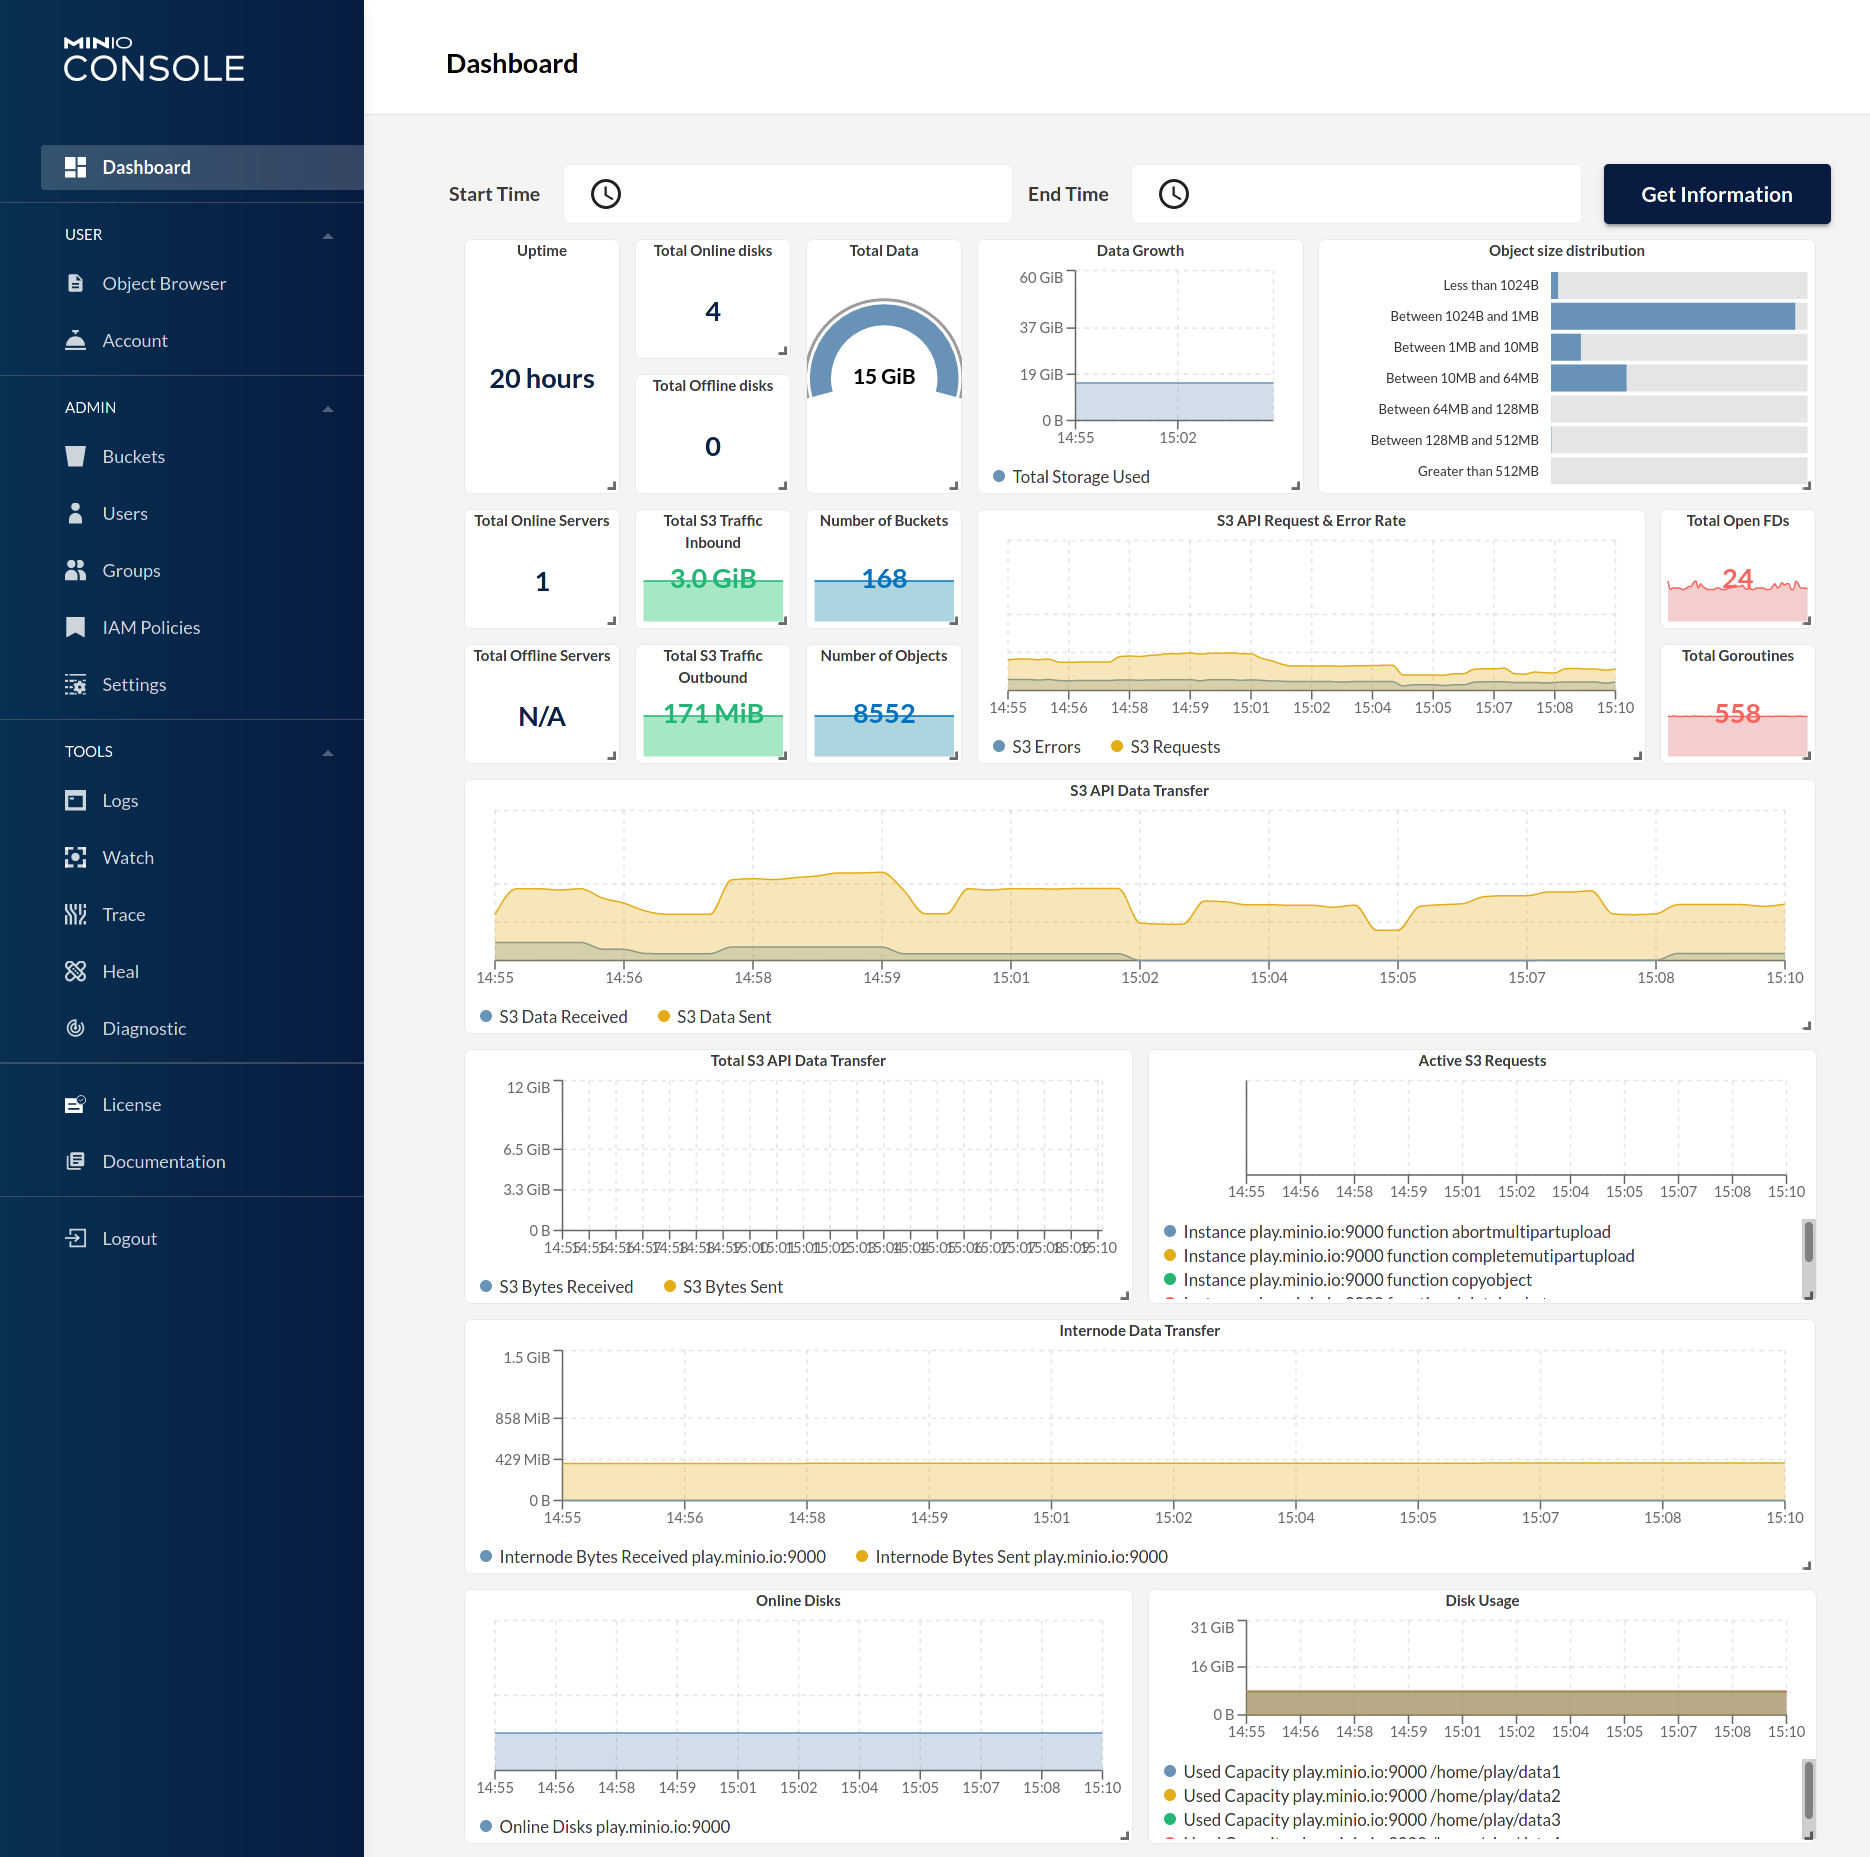 MINIO
CONSOLE
Dashboard
USER
Object Browser
Account
ADMIN
Buckets
Users
Groups
IAM Policies
Settings
TOOLS
Logs
Watch
Trace
Heal
Diagnostic
License
Documentation
Logout
Dashboard
Start Time
End Time
Get Information
Uptime
20 hours
Total Online disks
4
Total Offline disks
0
Total Data
15 GiB
Data Growth
60 GiB
37 GiB
19 GiB
0 B
14:55 15:02
Total Storage Used
Object size distribution
Less than 1024B
Between 1024B and 1MB
Between 1MB and 10MB
Between 10MB and 64MB
Between 64MB and 128MB
Between 128MB and 512MB
Greater than 512MB
Total Online Servers
1
Total S3 Traffic
Inbound
3.0 GiB
Number of Buckets
168
Total Offline Servers
N/A
Total S3 Traffic
Outbound
171 MiB
Number of Objects
8552
S3 API Request & Error Rate
14:55 14:56 14:58 14:59 15:01 15:02 15:04 15:05 15:07 15:08 15:10
S3 Errors S3 Requests
Total Open FDs
24
Total Goroutines
558
S3 API Data Transfer
14:55 14:56 14:58 14:59 15:01 15:02 15:04 15:05 15:07 15:08 15:10
S3 Data Received S3 Data Sent
Total S3 API Data Transfer
12 GiB
6.5 GiB
3.3 GiB
0 B
S3 Bytes Received S3 Bytes Sent
Active S3 Requests
14:55 14:56 14:58 14:59 15:01 15:02 15:04 15:05 15:07 15:08 15:10
Instance play.minio.io:9000 function abortmultipartupload
Instance play.minio.io:9000 function completemutipartupload
Instance play.minio.io:9000 function copyobject
Internode Data Transfer
1.5 GiB
858 MiB
429 MiB
0 B
14:55 14:56 14:58 14:59 15:01 15:02 15:04 15:05 15:07 15:08 15:10
Internode Bytes Received play.minio.io:9000 Internode Bytes Sent play.minio.io:9000
Online Disks
14:55 14:56 14:58 14:59 15:01 15:02 15:04 15:05 15:07 15:08 15:10
Online Disks play.minio.io:9000
Disk Usage
31 GiB
16 GiB
0 B
14:55 14:56 14:58 14:59 15:01 15:02 15:04 15:05 15:07 15:08 15:10
Used Capacity play.minio.io:9000 /home/play/data1
Used Capacity play.minio.io:9000 /home/play/data2
Used Capacity play.minio.io:9000 /home/play/data3